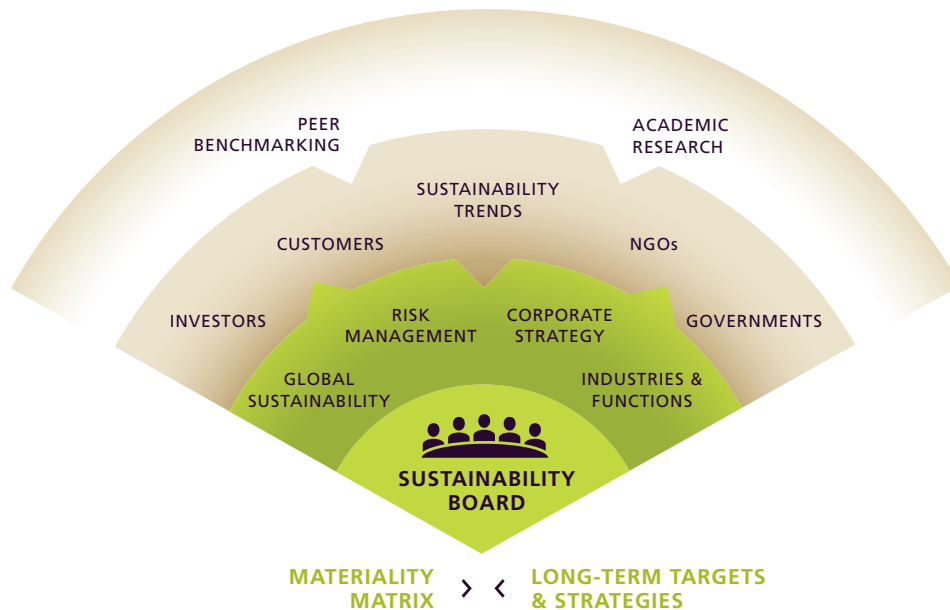 PEER
BENCHMARKING
ACADEMIC
RESEARCH
SUSTAINABILITY
TRENDS
CUSTOMERS
NGOs
INVESTORS
RISK
MANAGEMENT
CORPORATE
STRATEGY
GOVERNMENTS
GLOBAL
SUSTAINABILITY
INDUSTRIES &
FUNCTIONS
SUSTAINABILITY
BOARD
MATERIALITY
MATRIX
LONG-TERM TARGETS
& STRATEGIES